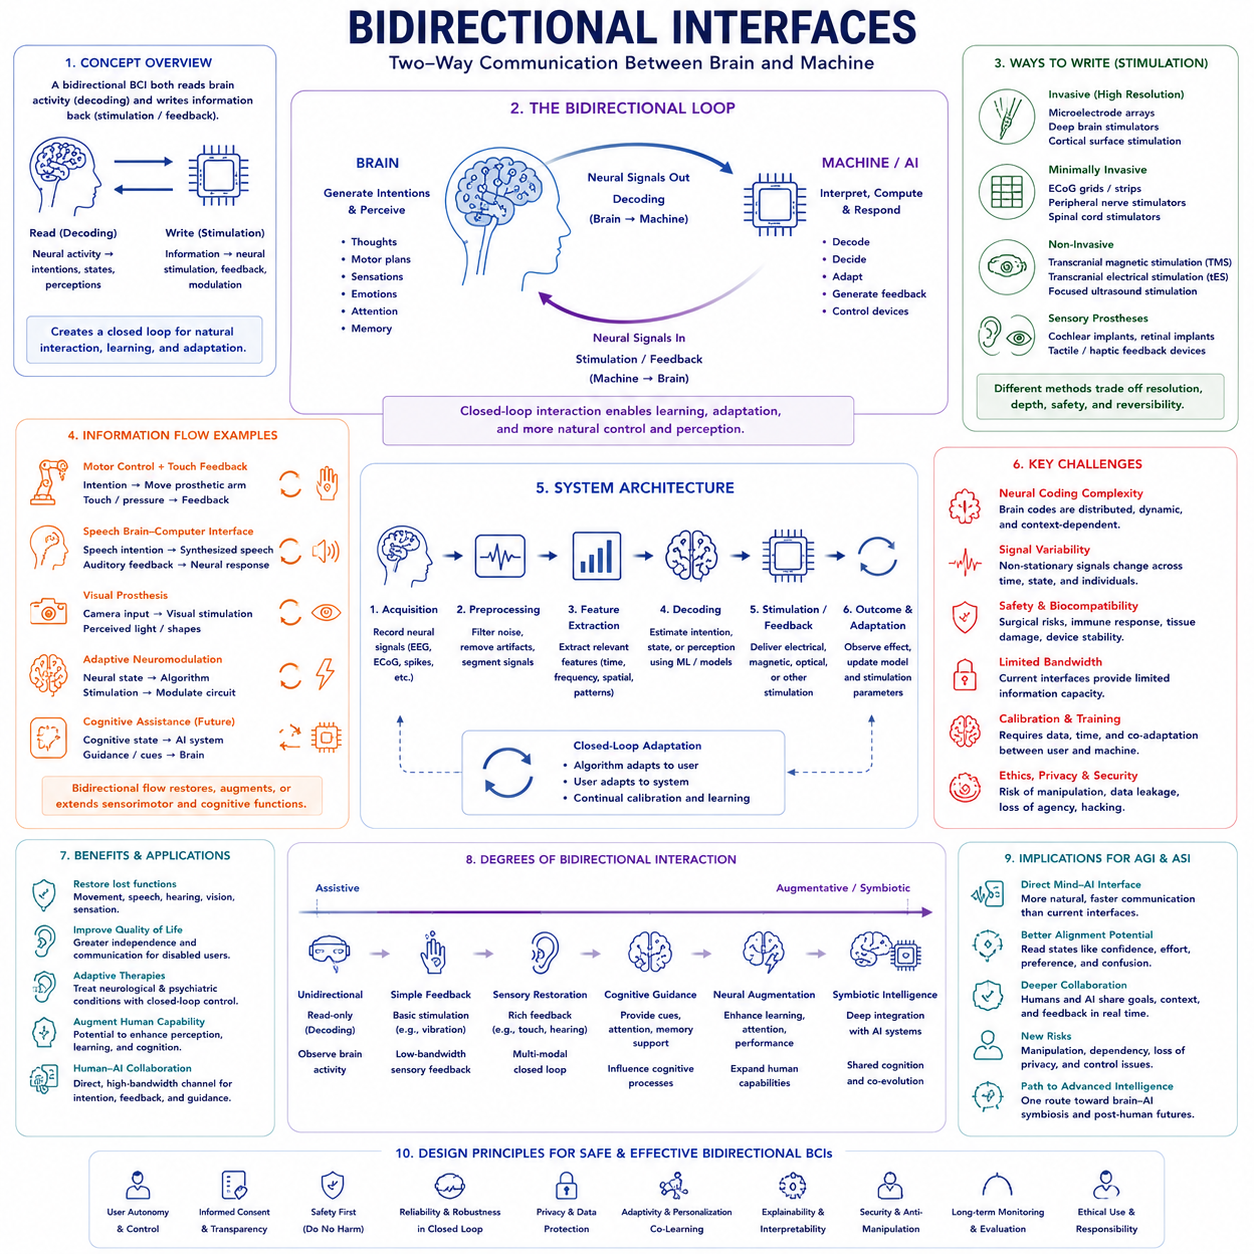 BIDIRECTIONAL INTERFACES
Two–Way Communication Between Brain and Machine
1. CONCEPT OVERVIEW
A bidirectional BCI both reads brain
activity (decoding) and writes information
back (stimulation / feedback).
Read (Decoding)
Neural activity →
intentions, states,
perceptions
Write (Stimulation)
Information → neural
stimulation, feedback,
modulation
Creates a closed loop for natural
interaction, learning, and adaptation.
2. THE BIDIRECTIONAL LOOP
BRAIN
Generate Intentions
& Perceive
• Thoughts
• Motor plans
• Sensations
• Emotions
• Attention
• Memory
Neural Signals Out
Decoding
(Brain → Machine)
MACHINE / AI
Interpret, Compute
& Respond
• Decode
• Decide
• Adapt
• Generate feedback
• Control devices
Neural Signals In
Stimulation / Feedback
(Machine → Brain)
Closed-loop interaction enables learning, adaptation,
and more natural control and perception.
3. WAYS TO WRITE (STIMULATION)
Invasive (High Resolution)
Microelectrode arrays
Deep brain stimulators
Cortical surface stimulation
Minimally Invasive
ECoG grids / strips
Peripheral nerve stimulators
Spinal cord stimulators
Non-Invasive
Transcranial magnetic stimulation (TMS)
Transcranial electrical stimulation (tES)
Focused ultrasound stimulation
Sensory Prostheses
Cochlear implants, retinal implants
Tactile / haptic feedback devices
Different methods trade off resolution,
depth, safety, and reversibility.
4. INFORMATION FLOW EXAMPLES
Motor Control + Touch Feedback
Intention → Move prosthetic arm
Touch / pressure → Feedback
Speech Brain–Computer Interface
Speech intention → Synthesized speech
Auditory feedback → Neural response
Visual Prosthesis
Camera input → Visual stimulation
Perceived light / shapes
Adaptive Neuromodulation
Neural state → Algorithm
Stimulation → Modulate circuit
Cognitive Assistance (Future)
Cognitive state → AI system
Guidance / cues → Brain
Bidirectional flow restores, augments, or
extends sensorimotor and cognitive functions.
5. SYSTEM ARCHITECTURE
1. Acquisition
Record neural
signals (EEG,
ECoG, spikes,
etc.)
2. Preprocessing
Filter noise,
remove artifacts,
segment signals
3. Feature
Extraction
Extract relevant
features (time,
frequency, spatial,
patterns)
4. Decoding
Estimate intention,
state, or perception
using ML / models
5. Stimulation /
Feedback
Deliver electrical,
magnetic, optical,
or other
stimulation
6. Outcome &
Adaptation
Observe effect,
update model
and stimulation
parameters
Closed-Loop Adaptation
• Algorithm adapts to user
• User adapts to system
• Continual calibration and learning
6. KEY CHALLENGES
Neural Coding Complexity
Brain codes are distributed, dynamic,
and context-dependent.
Signal Variability
Non-stationary signals change across
time, state, and individuals.
Safety & Biocompatibility
Surgical risks, immune response, tissue
damage, device stability.
Limited Bandwidth
Current interfaces provide limited
information capacity.
Calibration & Training
Requires data, time, and co-adaptation
between user and machine.
Ethics, Privacy & Security
Risk of manipulation, data leakage,
loss of agency, hacking.
7. BENEFITS & APPLICATIONS
Restore lost functions
Movement, speech, hearing, vision,
sensation.
Improve Quality of Life
Greater independence and
communication for disabled users.
Adaptive Therapies
Treat neurological & psychiatric
conditions with closed-loop control.
Augment Human Capability
Potential to enhance perception,
learning, and cognition.
Human–AI Collaboration
Direct, high-bandwidth channel for
intention, feedback, and guidance.
8. DEGREES OF BIDIRECTIONAL INTERACTION
Assistive
Augmentative / Symbiotic
Unidirectional
Read-only
(Decoding)
Observe brain
activity
Simple Feedback
Basic stimulation
(e.g., vibration)
Low-bandwidth
sensory feedback
Sensory Restoration
Rich feedback
(e.g., touch, hearing)
Multi-modal
closed loop
Cognitive Guidance
Provide cues,
attention, memory
support
Influence cognitive
processes
Neural Augmentation
Enhance learning,
attention,
performance
Expand human
capabilities
Symbiotic Intelligence
Deep integration
with AI systems
Shared cognition
and co-evolution
9. IMPLICATIONS FOR AGI & ASI
Direct Mind–AI Interface
More natural, faster communication
than current interfaces.
Better Alignment Potential
Read states like confidence, effort,
preference, and confusion.
Deeper Collaboration
Humans and AI share goals, context,
and feedback in real time.
New Risks
Manipulation, dependency, loss of
privacy, and control issues.
Path to Advanced Intelligence
One route toward brain–AI
symbiosis and post-human futures.
10. DESIGN PRINCIPLES FOR SAFE & EFFECTIVE BIDIRECTIONAL BCIs
User Autonomy
& Control
Informed Consent
& Transparency
Safety First
(Do No Harm)
Reliability & Robustness
in Closed Loop
Privacy & Data
Protection
Adaptivity & Personalization
Co-Learning
Explainability &
Interpretability
Security & Anti-
Manipulation
Long-term Monitoring
& Evaluation
Ethical Use &
Responsibility